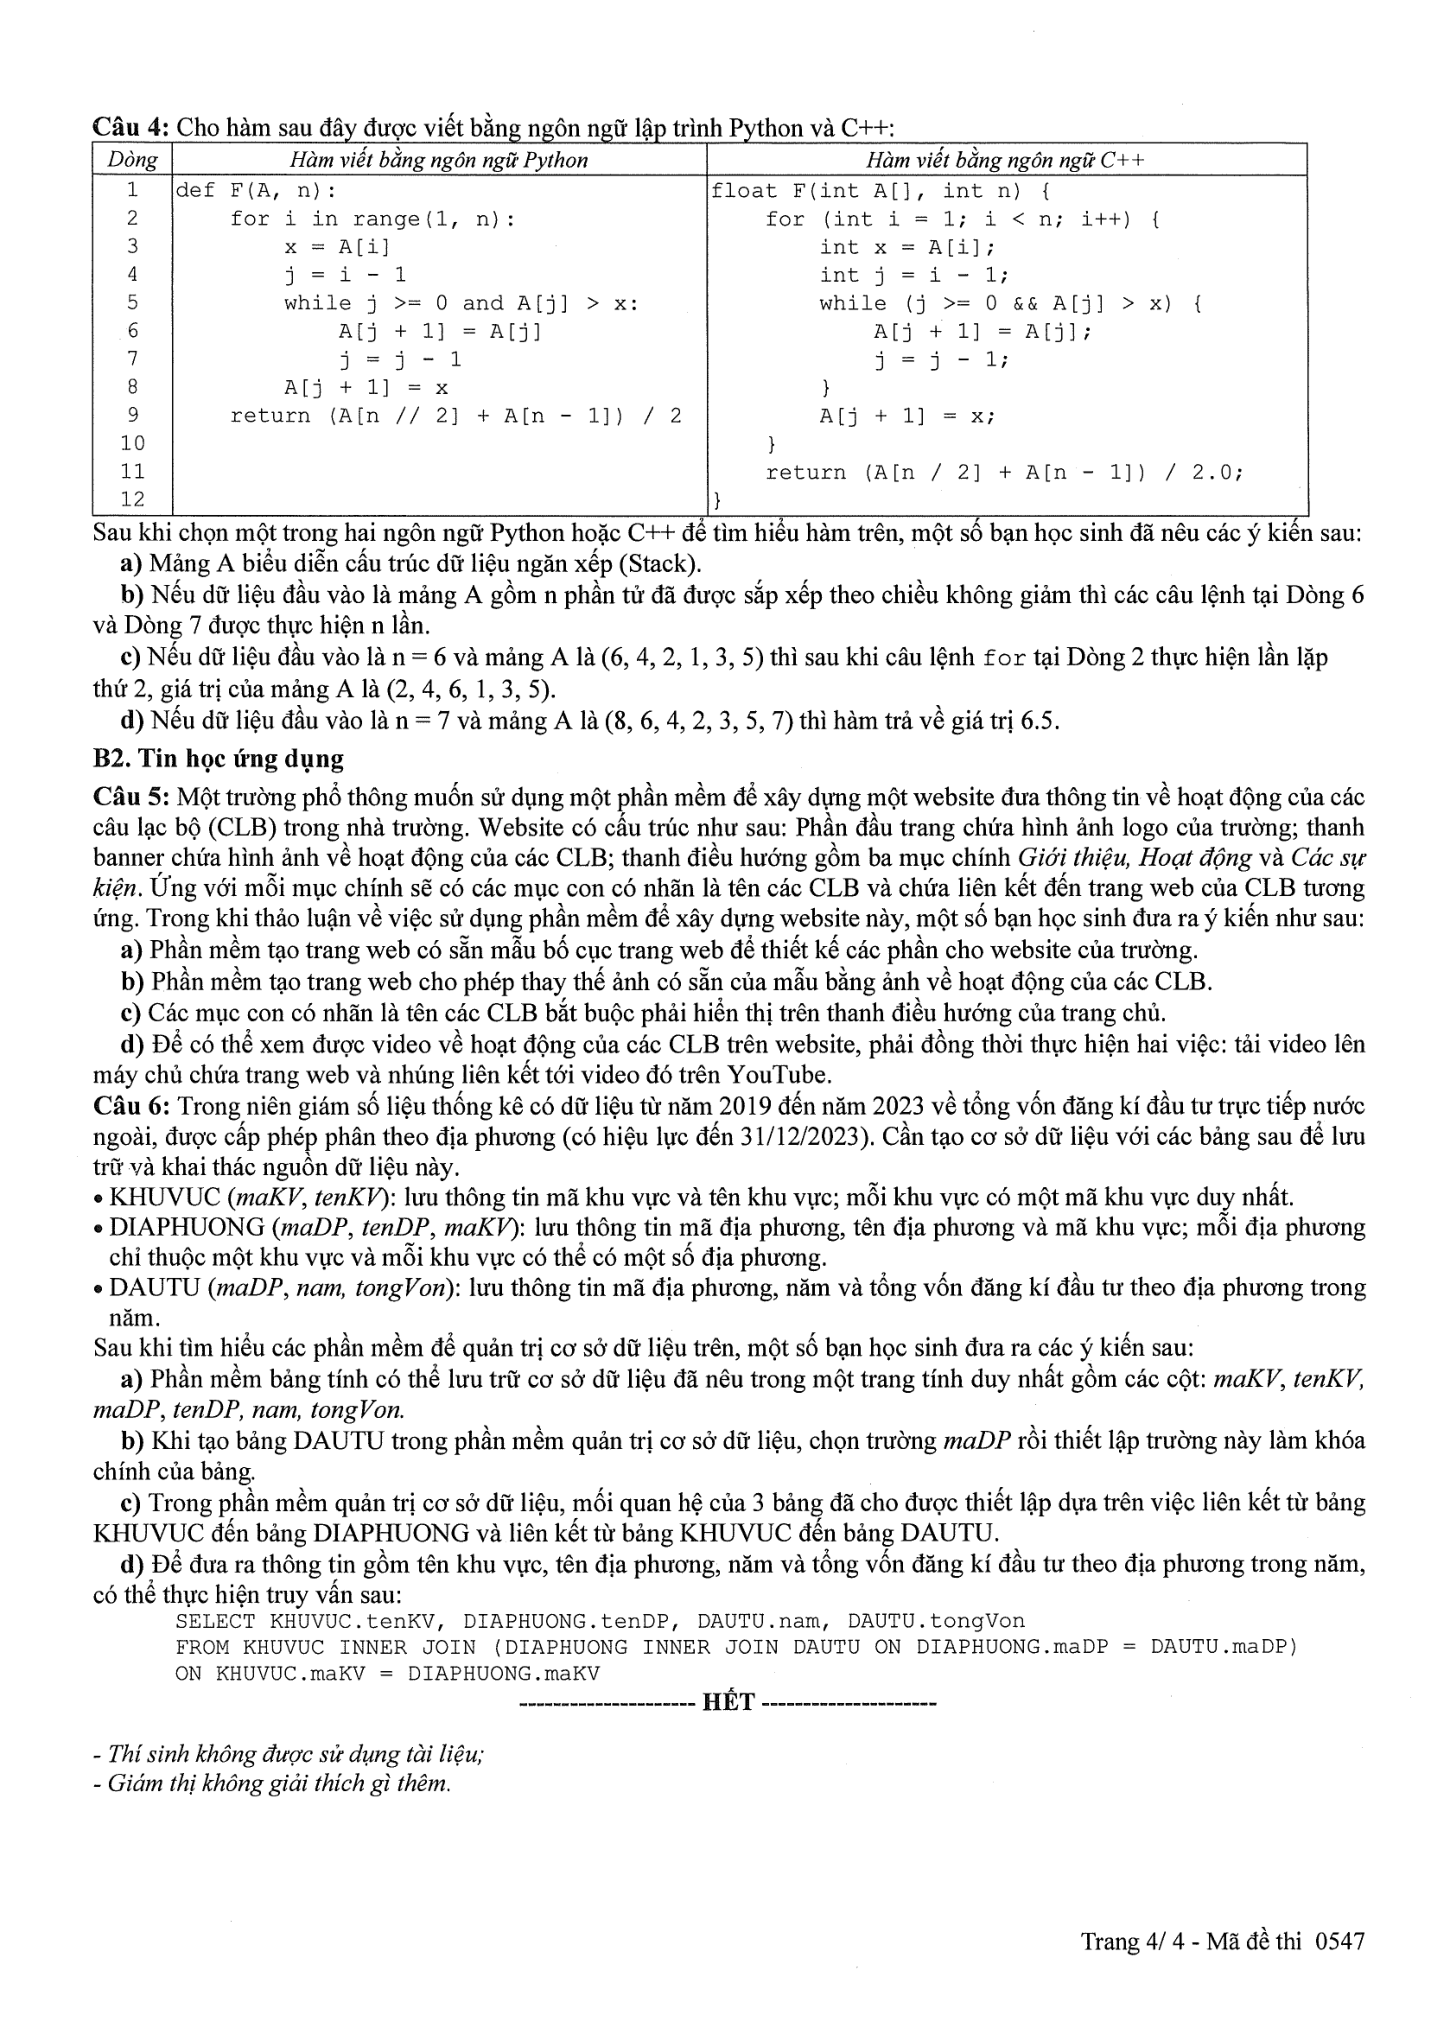 Câu 4: Cho hàm sau đây được viết bằng ngôn ngữ lập trình Python và C++:
Dòng Hàm viết bằng ngôn ngữ Python Hàm viết bằng ngôn ngữ C++
1 def F(A, n): float F(int A[], int n) {
2 for i in range(1, n): for (int i = 1; i < n; i++) {
3 x = A[i] int x = A[i];
4 j = i - 1 int j = i - 1;
5 while j >= 0 and A[j] > x: while (j >= 0 && A[j] > x) {
6 A[j + 1] = A[j] A[j + 1] = A[j];
7 j = j - 1 j = j - 1;
8 A[j + 1] = x }
9 return (A[n // 2] + A[n - 1]) / 2 A[j + 1] = x;
10 }
11 return (A[n / 2] + A[n - 1]) / 2.0;
12 }
Sau khi chọn một trong hai ngôn ngữ Python hoặc C++ để tìm hiểu hàm trên, một số bạn học sinh đã nêu các ý kiến sau:
a) Mảng A biểu diễn cấu trúc dữ liệu ngăn xếp (Stack).
b) Nếu dữ liệu đầu vào là mảng A gồm n phần tử đã được sắp xếp theo chiều không giảm thì các câu lệnh tại Dòng 6
và Dòng 7 được thực hiện n lần.
c) Nếu dữ liệu đầu vào là n = 6 và mảng A là (6, 4, 2, 1, 3, 5) thì sau khi câu lệnh for tại Dòng 2 thực hiện lần lặp
thứ 2, giá trị của mảng A là (2, 4, 6, 1, 3, 5).
d) Nếu dữ liệu đầu vào là n = 7 và mảng A là (8, 6, 4, 2, 3, 5, 7) thì hàm trả về giá trị 6.5.
B2. Tin học ứng dụng
Câu 5: Một trường phổ thông muốn sử dụng một phần mềm để xây dựng một website đưa thông tin về hoạt động của các
câu lạc bộ (CLB) trong nhà trường. Website có cấu trúc như sau: Phần đầu trang chứa hình ảnh logo của trường; thanh
banner chứa hình ảnh về hoạt động của các CLB; thanh điều hướng gồm ba mục chính Giới thiệu, Hoạt động và Các sự
kiện. Ứng với mỗi mục chính sẽ có các mục con có nhãn là tên các CLB và chứa liên kết đến trang web của CLB tương
ứng. Trong khi thảo luận về việc sử dụng phần mềm để xây dựng website này, một số bạn học sinh đưa ra ý kiến như sau:
a) Phần mềm tạo trang web có sẵn mẫu bố cục trang web để thiết kế các phần cho website của trường.
b) Phần mềm tạo trang web cho phép thay thế ảnh có sẵn của mẫu bằng ảnh về hoạt động của các CLB.
c) Các mục con có nhãn là tên các CLB bắt buộc phải hiển thị trên thanh điều hướng của trang chủ.
d) Để có thể xem được video về hoạt động của các CLB trên website, phải đồng thời thực hiện hai việc: tải video lên
máy chủ chứa trang web và nhúng liên kết tới video đó trên YouTube.
Câu 6: Trong niên giám số liệu thống kê có dữ liệu từ năm 2019 đến năm 2023 về tổng vốn đăng kí đầu tư trực tiếp nước
ngoài, được cấp phép phân theo địa phương (có hiệu lực đến 31/12/2023). Cần tạo cơ sở dữ liệu với các bảng sau để lưu
trữ và khai thác nguồn dữ liệu này.
• KHUVUC (maKV, tenKV): lưu thông tin mã khu vực và tên khu vực; mỗi khu vực có một mã khu vực duy nhất.
• DIAPHUONG (maDP, tenDP, maKV): lưu thông tin mã địa phương, tên địa phương và mã khu vực; mỗi địa phương
chỉ thuộc một khu vực và mỗi khu vực có thể có một số địa phương.
• DAUTU (maDP, nam, tongVon): lưu thông tin mã địa phương, năm và tổng vốn đăng kí đầu tư theo địa phương trong
năm.
Sau khi tìm hiểu các phần mềm để quản trị cơ sở dữ liệu trên, một số bạn học sinh đưa ra các ý kiến sau:
a) Phần mềm bảng tính có thể lưu trữ cơ sở dữ liệu đã nêu trong một trang tính duy nhất gồm các cột: maKV, tenKV,
maDP, tenDP, nam, tongVon.
b) Khi tạo bảng DAUTU trong phần mềm quản trị cơ sở dữ liệu, chọn trường maDP rồi thiết lập trường này làm khóa
chính của bảng.
c) Trong phần mềm quản trị cơ sở dữ liệu, mối quan hệ của 3 bảng đã cho được thiết lập dựa trên việc liên kết từ bảng
KHUVUC đến bảng DIAPHUONG và liên kết từ bảng KHUVUC đến bảng DAUTU.
d) Để đưa ra thông tin gồm tên khu vực, tên địa phương, năm và tổng vốn đăng kí đầu tư theo địa phương trong năm,
có thể thực hiện truy vấn sau:
SELECT KHUVUC.tenKV, DIAPHUONG.tenDP, DAUTU.nam, DAUTU.tongVon
FROM KHUVUC INNER JOIN (DIAPHUONG INNER JOIN DAUTU ON DIAPHUONG.maDP = DAUTU.maDP)
ON KHUVUC.maKV = DIAPHUONG.maKV
--------------------- HẾT ---------------------
- Thí sinh không được sử dụng tài liệu;
- Giám thị không giải thích gì thêm.
Trang 4/ 4 - Mã đề thi 0547